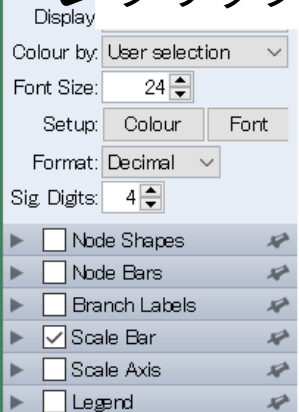 Display
Colour by: User selection
Font Size: 24
Setup: Colour Font
Format: Decimal
Sig. Digits: 4
Node Shapes
Node Bars
Branch Labels
Scale Bar
Scale Axis
Legend